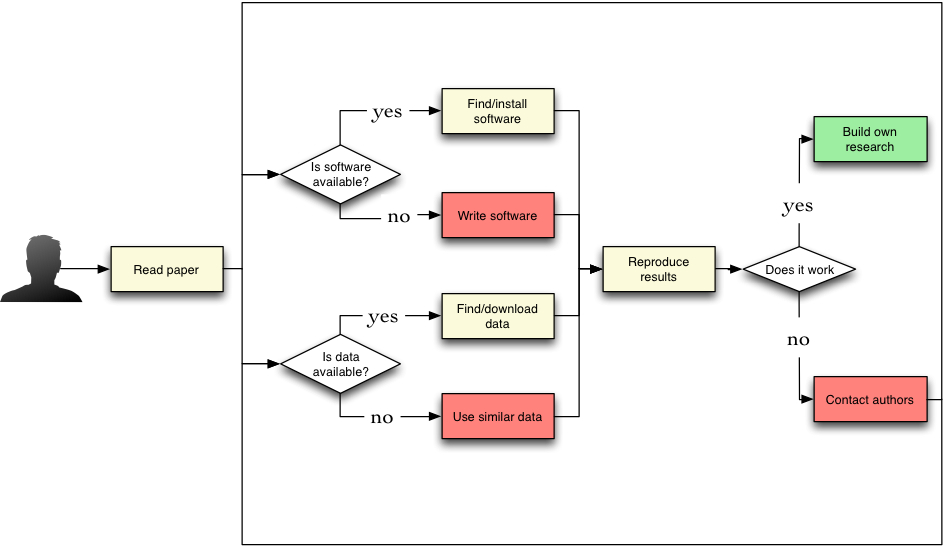 Read paper
Is software
available?
yes
Find/install
software
no
Write software
Is data
available?
yes
Find/download
data
no
Use similar data
Reproduce
results
Does it work
yes
Build own
research
no
Contact authors